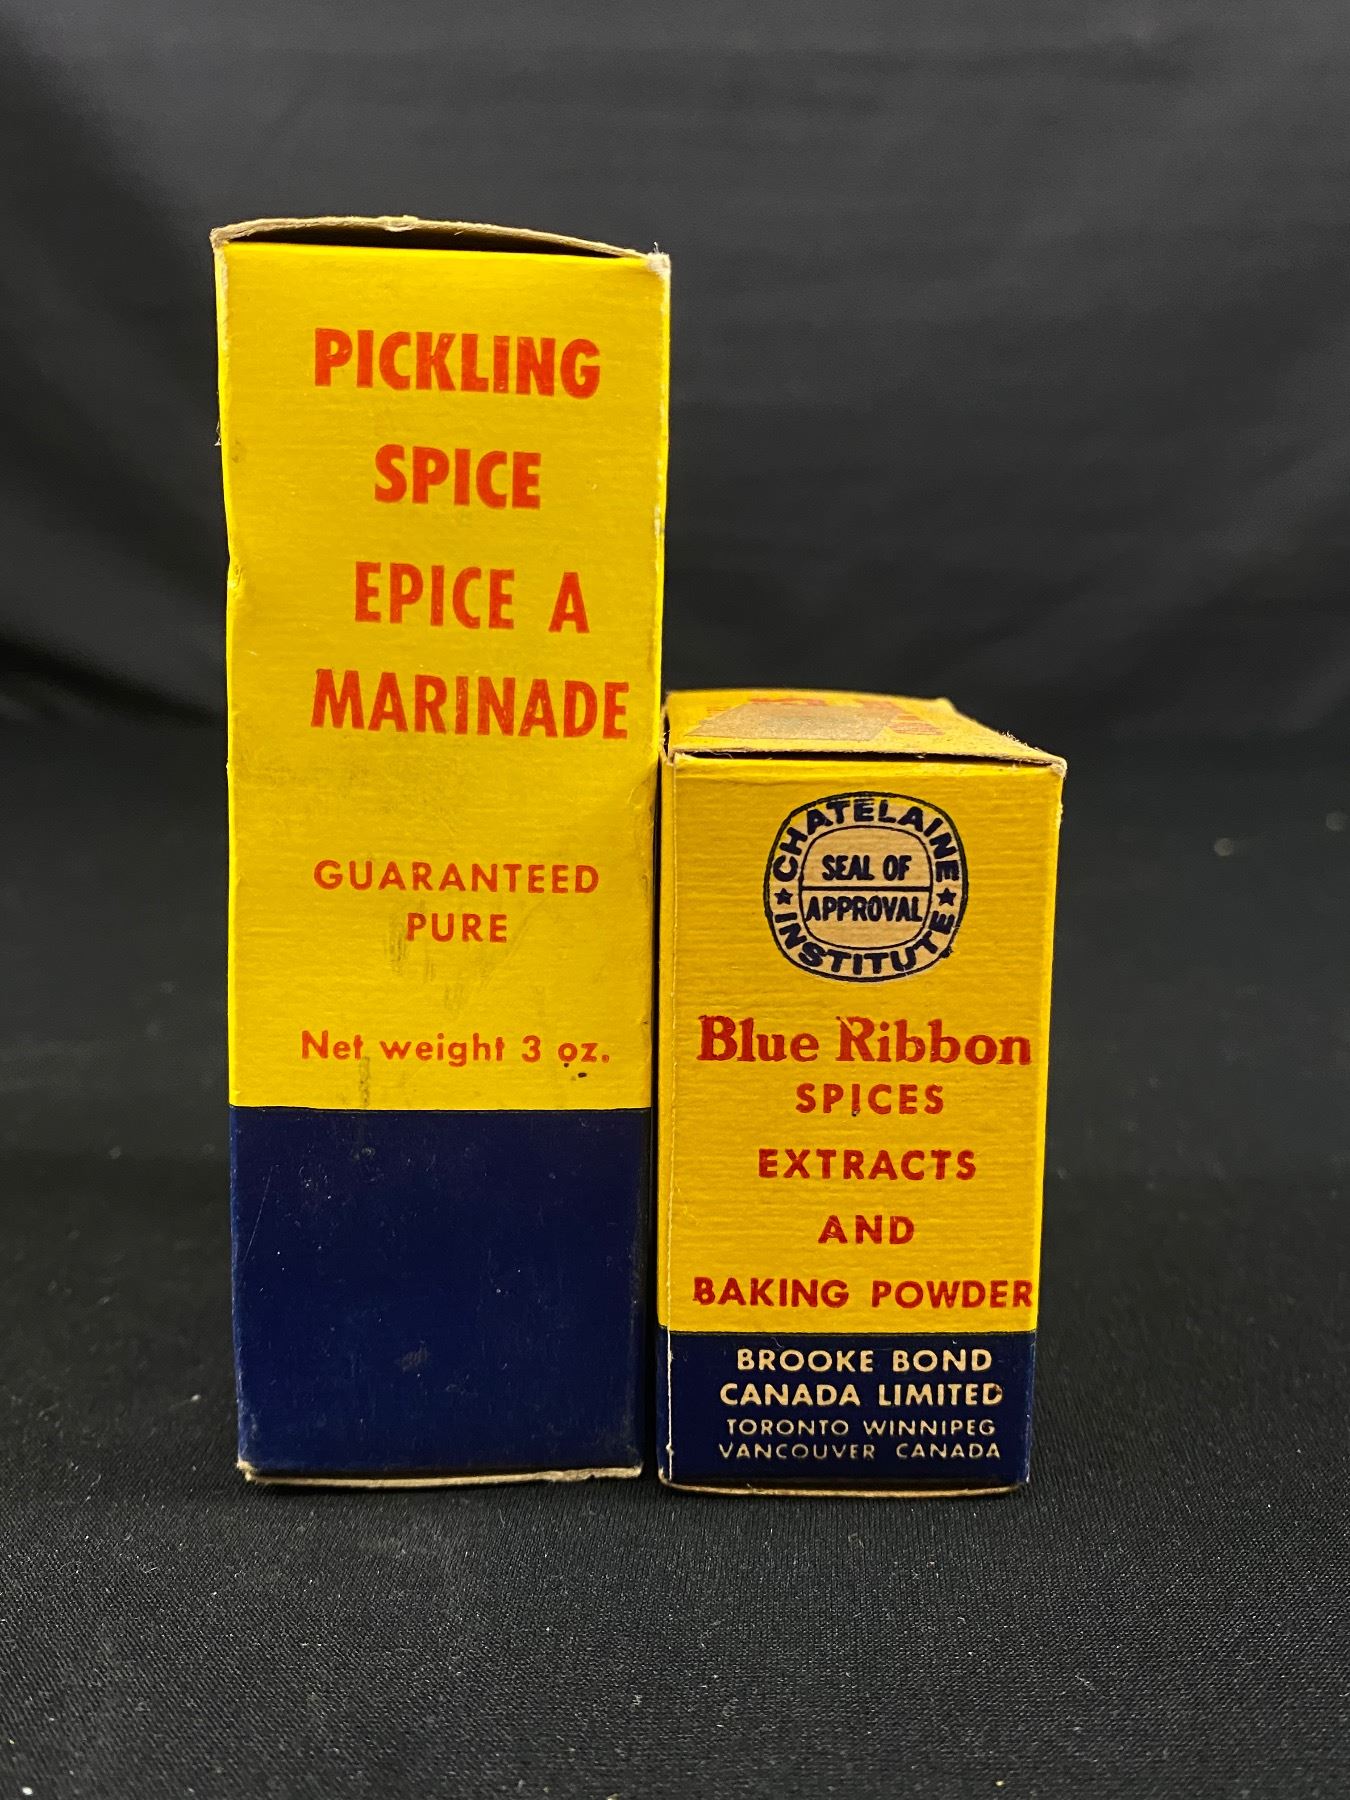 PICKLING
SPICE
EPICE A
MARINADE
GUARANTEED
PURE
Net weight 3 oz.
CHATELAINE
SEAL OF
APPROVAL
INSTITUTE
Blue Ribbon
SPICES
EXTRACTS
AND
BAKING POWDER
BROOKE BOND
CANADA LIMITED
TORONTO WINNIPEG
VANCOUVER CANADA